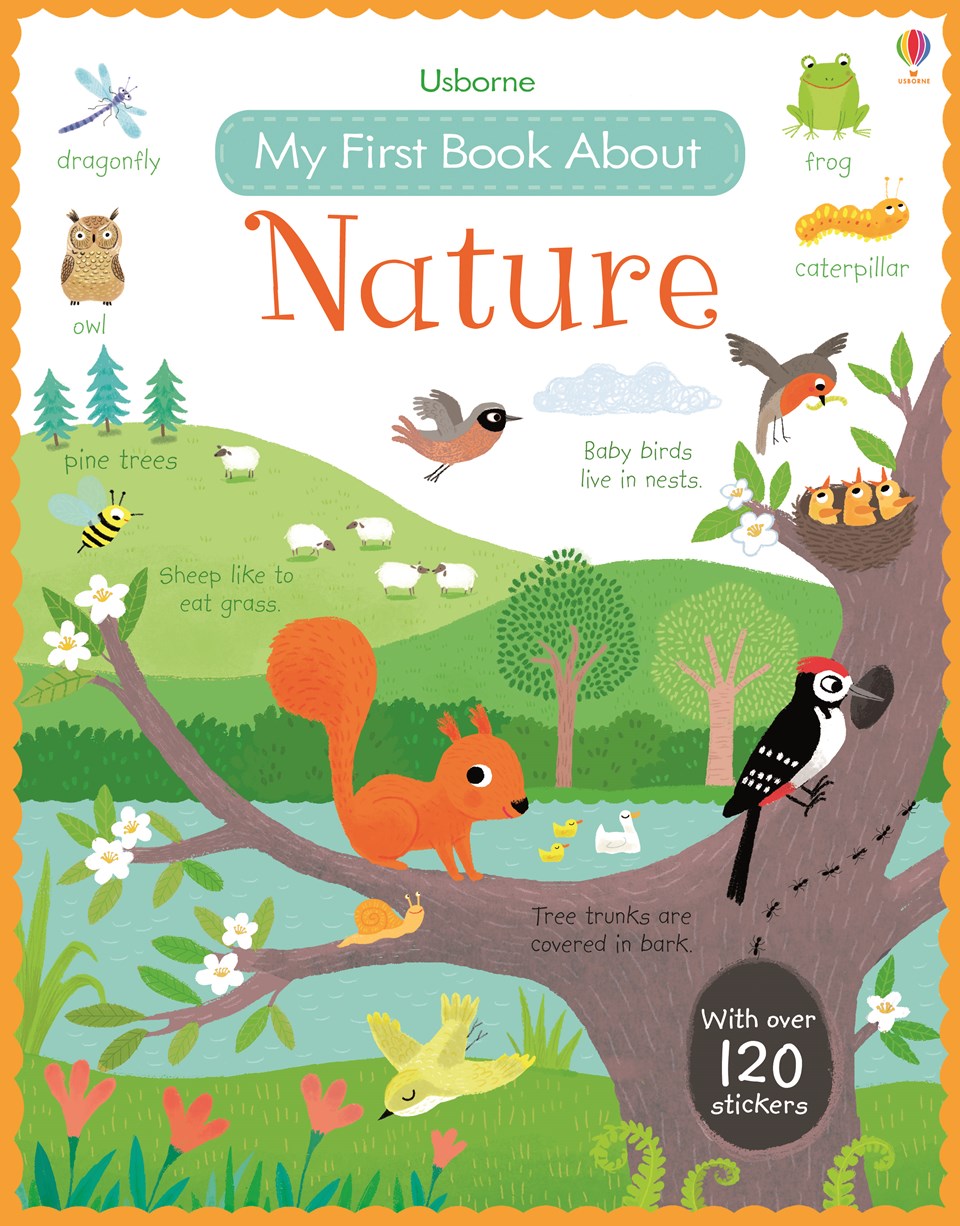 Usborne
USBORNE
My First Book About
Nature
dragonfly
frog
owl
caterpillar
pine trees
Baby birds
live in nests.
Sheep like to
eat grass.
Tree trunks are
covered in bark.
With over
120
stickers